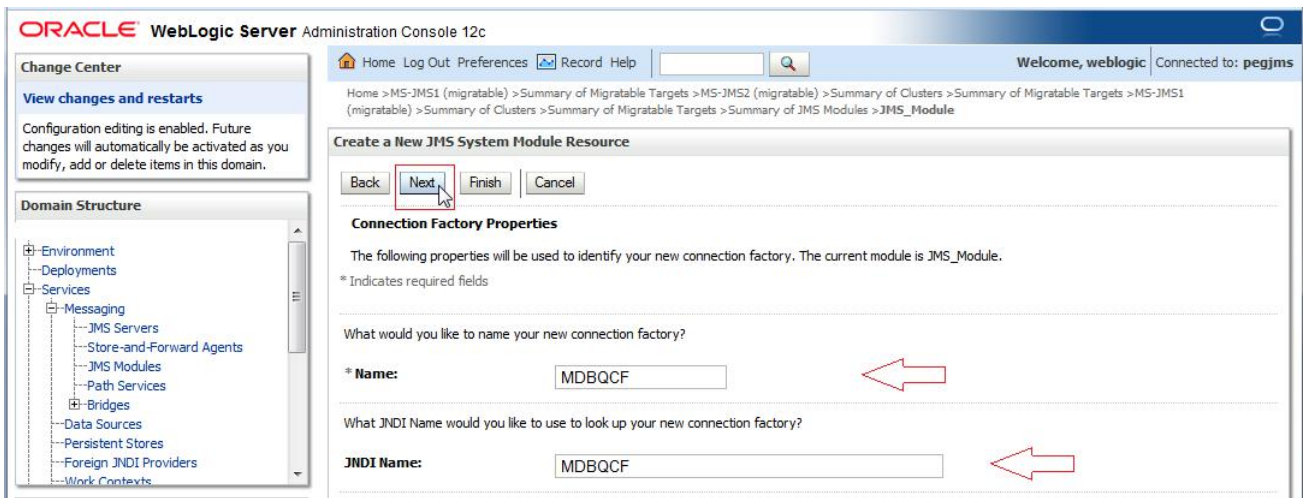 ORACLE WebLogic Server Administration Console 12c
Change Center
View changes and restarts
Configuration editing is enabled. Future
changes will automatically be activated as you
modify, add or delete items in this domain.
Domain Structure
Environment
Deployments
Services
Messaging
JMS Servers
Store-and-Forward Agents
JMS Modules
Path Services
Bridges
Data Sources
Persistent Stores
Foreign JNDI Providers
Work Contexts
Home Log Out Preferences Record Help
Welcome, weblogic Connected to: pegjms
Home >MS-JMS1 (migratable) >Summary of Migratable Targets >MS-JMS2 (migratable) >Summary of Clusters >Summary of Migratable Targets >MS-JMS1
(migratable) >Summary of Clusters >Summary of Migratable Targets >Summary of JMS Modules >JMS_Module
Create a New JMS System Module Resource
Back Next Finish Cancel
Connection Factory Properties
The following properties will be used to identify your new connection factory. The current module is JMS_Module.
* Indicates required fields
What would you like to name your new connection factory?
* Name: MDBQCF
What JNDI Name would you like to use to look up your new connection factory?
JNDI Name: MDBQCF